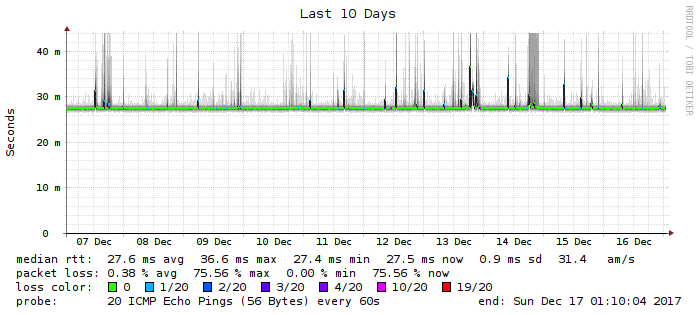 Last 10 Days
RRDTOOL / TOBI OETIKER
Seconds
40 m
30 m
20 m
10 m
0
07 Dec 08 Dec 09 Dec 10 Dec 11 Dec 12 Dec 13 Dec 14 Dec 15 Dec 16 Dec
median rtt: 27.6 ms avg 36.6 ms max 27.4 ms min 27.5 ms now 0.9 ms sd 31.4 am/s
packet loss: 0.38 % avg 75.56 % max 0.00 % min 75.56 % now
loss color: 0 1/20 2/20 3/20 4/20 10/20 19/20
probe: 20 ICMP Echo Pings (56 Bytes) every 60s end: Sun Dec 17 01:10:04 2017